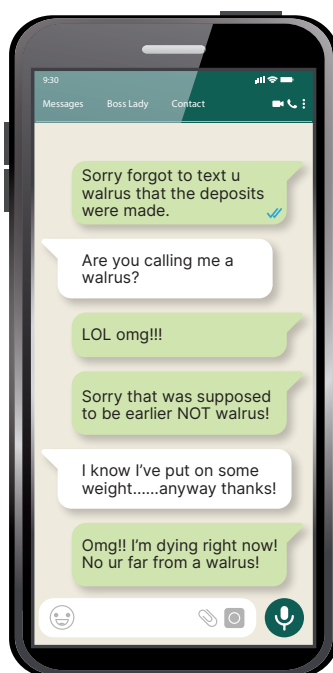 9:30
Messages Boss Lady Contact
Sorry forgot to text u
walrus that the deposits
were made.
Are you calling me a
walrus?
LOL omg!!!
Sorry that was supposed
to be earlier NOT walrus!
I know I've put on some
weight......anyway thanks!
Omg!! I'm dying right now!
No ur far from a walrus!